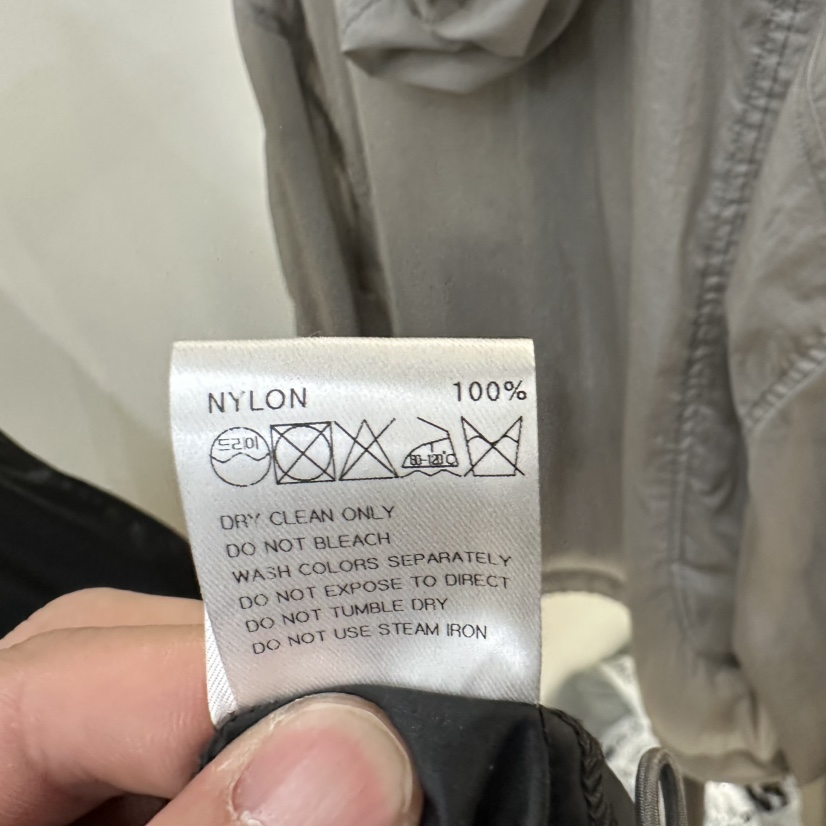 NYLON 100%
드라이 80-120℃
DRY CLEAN ONLY
DO NOT BLEACH
WASH COLORS SEPARATELY
DO NOT EXPOSE TO DIRECT
DO NOT TUMBLE DRY
DO NOT USE STEAM IRON